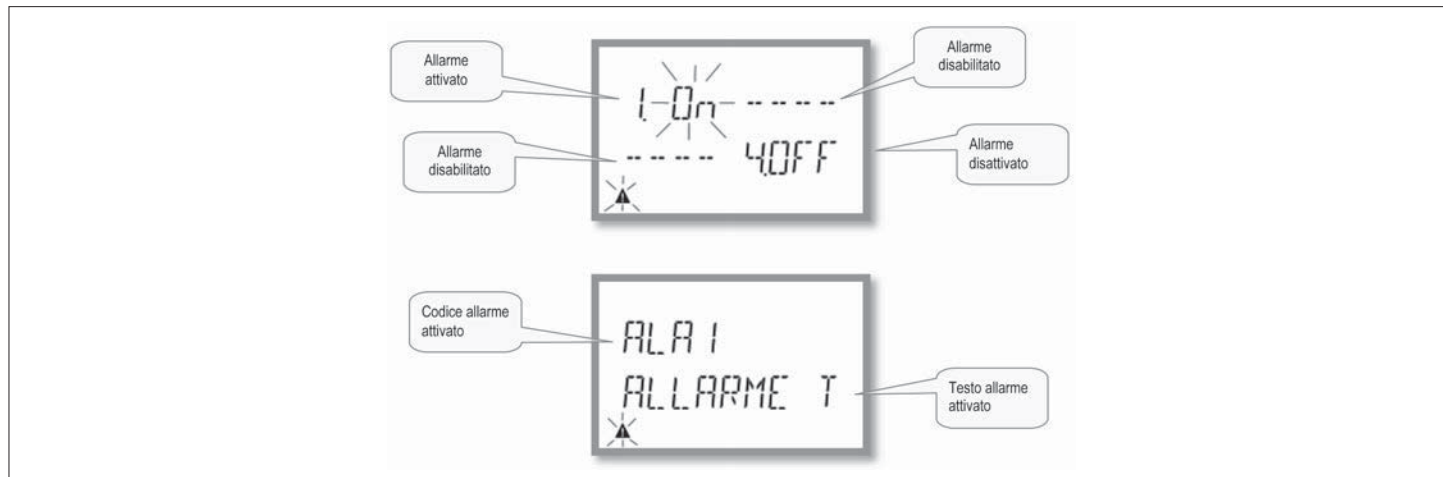 Allarme
attivato
Allarme
disabilitato
1. On ----
Allarme
disabilitato
---- 4.OFF
Allarme
disattivato
Codice allarme
attivato
ALA1
ALLARME T
Testo allarme
attivato